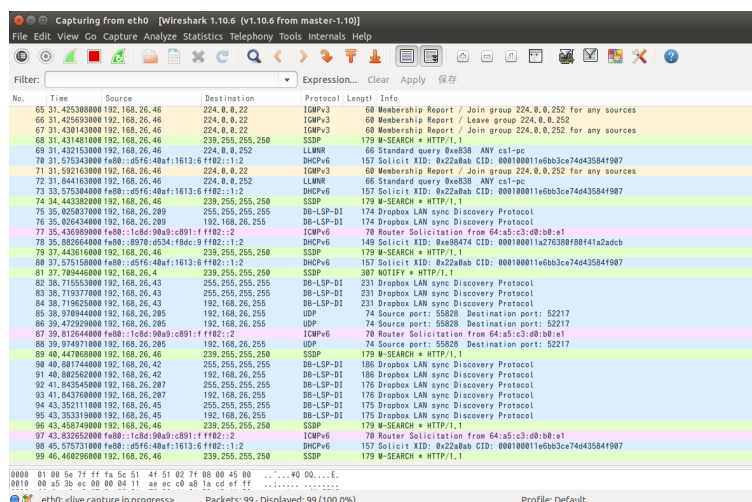 Capturing from eth0 [Wireshark 1.10.6 (v1.10.6 from master-1.10)]
File Edit View Go Capture Analyze Statistics Telephony Tools Internals Help
Filter: Expression... Clear Apply 保存
No. Time Source Destination Protocol Length Info
65 31.425308000 192.168.26.46 224.0.0.22 IGMPv3 60 Membership Report / Join group 224.0.0.252 for any sources
66 31.425693000 192.168.26.46 224.0.0.22 IGMPv3 60 Membership Report / Leave group 224.0.0.252
67 31.430143000 192.168.26.46 224.0.0.22 IGMPv3 60 Membership Report / Join group 224.0.0.252 for any sources
68 31.431481000 192.168.26.46 239.255.255.250 SSDP 179 M-SEARCH * HTTP/1.1
69 31.432153000 192.168.26.46 224.0.0.252 LLMNR 66 Standard query 0xe838 ANY csl-pc
70 31.575343000 fe80::d5f6:40af:1613:6 ff02::1:2 DHCPv6 157 Solicit XID: 0x22a0ab CID: 000100011e6bb3ce74d43584f907
71 31.592163000 192.168.26.46 224.0.0.22 IGMPv3 60 Membership Report / Join group 224.0.0.252 for any sources
72 31.644163000 192.168.26.46 224.0.0.252 LLMNR 66 Standard query 0xe838 ANY csl-pc
73 33.575304000 fe80::d5f6:40af:1613:6 ff02::1:2 DHCPv6 157 Solicit XID: 0x22a0ab CID: 000100011e6bb3ce74d43584f907
74 34.443382000 192.168.26.46 239.255.255.250 SSDP 179 M-SEARCH * HTTP/1.1
75 35.025037000 192.168.26.209 255.255.255.255 DB-LSP-DI 174 Dropbox LAN sync Discovery Protocol
76 35.026434000 192.168.26.209 192.168.26.255 DB-LSP-DI 174 Dropbox LAN sync Discovery Protocol
77 35.436989000 fe80::1c8d:90a9:c891:f ff02::2 ICMPv6 70 Router Solicitation from 64:a5:c3:d0:b0:e1
78 35.882664000 fe80::8970:d534:f8dc:9 ff02::1:2 DHCPv6 149 Solicit XID: 0xe98474 CID: 000100011a276380f80f41a2adcb
79 37.443616000 192.168.26.46 239.255.255.250 SSDP 179 M-SEARCH * HTTP/1.1
80 37.575158000 fe80::d5f6:40af:1613:6 ff02::1:2 DHCPv6 157 Solicit XID: 0x22a0ab CID: 000100011e6bb3ce74d43584f907
81 37.709446000 192.168.26.4 239.255.255.250 SSDP 307 NOTIFY * HTTP/1.1
82 38.715553000 192.168.26.43 255.255.255.255 DB-LSP-DI 231 Dropbox LAN sync Discovery Protocol
83 38.719377000 192.168.26.43 255.255.255.255 DB-LSP-DI 231 Dropbox LAN sync Discovery Protocol
84 38.719625000 192.168.26.43 192.168.26.255 DB-LSP-DI 231 Dropbox LAN sync Discovery Protocol
85 38.970944000 192.168.26.205 192.168.26.255 UDP 74 Source port: 55828 Destination port: 52217
86 39.472929000 192.168.26.205 192.168.26.255 UDP 74 Source port: 55828 Destination port: 52217
87 39.812644000 fe80::1c8d:90a9:c891:f ff02::2 ICMPv6 70 Router Solicitation from 64:a5:c3:d0:b0:e1
88 39.974971000 192.168.26.205 192.168.26.255 UDP 74 Source port: 55828 Destination port: 52217
89 40.447068000 192.168.26.46 239.255.255.250 SSDP 179 M-SEARCH * HTTP/1.1
90 40.801744000 192.168.26.42 255.255.255.255 DB-LSP-DI 186 Dropbox LAN sync Discovery Protocol
91 40.802562000 192.168.26.42 192.168.26.255 DB-LSP-DI 186 Dropbox LAN sync Discovery Protocol
92 41.843545000 192.168.26.207 255.255.255.255 DB-LSP-DI 176 Dropbox LAN sync Discovery Protocol
93 41.843760000 192.168.26.207 192.168.26.255 DB-LSP-DI 176 Dropbox LAN sync Discovery Protocol
94 43.352111000 192.168.26.45 255.255.255.255 DB-LSP-DI 175 Dropbox LAN sync Discovery Protocol
95 43.353319000 192.168.26.45 192.168.26.255 DB-LSP-DI 175 Dropbox LAN sync Discovery Protocol
96 43.458749000 192.168.26.46 239.255.255.250 SSDP 179 M-SEARCH * HTTP/1.1
97 43.832652000 fe80::1c8d:90a9:c891:f ff02::2 ICMPv6 70 Router Solicitation from 64:a5:c3:d0:b0:e1
98 45.575731000 fe80::d5f6:40af:1613:6 ff02::1:2 DHCPv6 157 Solicit XID: 0x22a0ab CID: 000100011e6bb3ce74d43584f907
99 46.460296000 192.168.26.46 239.255.255.250 SSDP 179 M-SEARCH * HTTP/1.1
0000 01 00 5e 7f ff fa 5c 51 4f 51 02 7f 08 00 45 00
0010 00 a5 3b ec 00 00 04 11 ae ec c0 a8 1a cd ef ff
eth0: <live capture in progress> Packets: 99 · Displayed: 99 (100.0%) Profile: Default